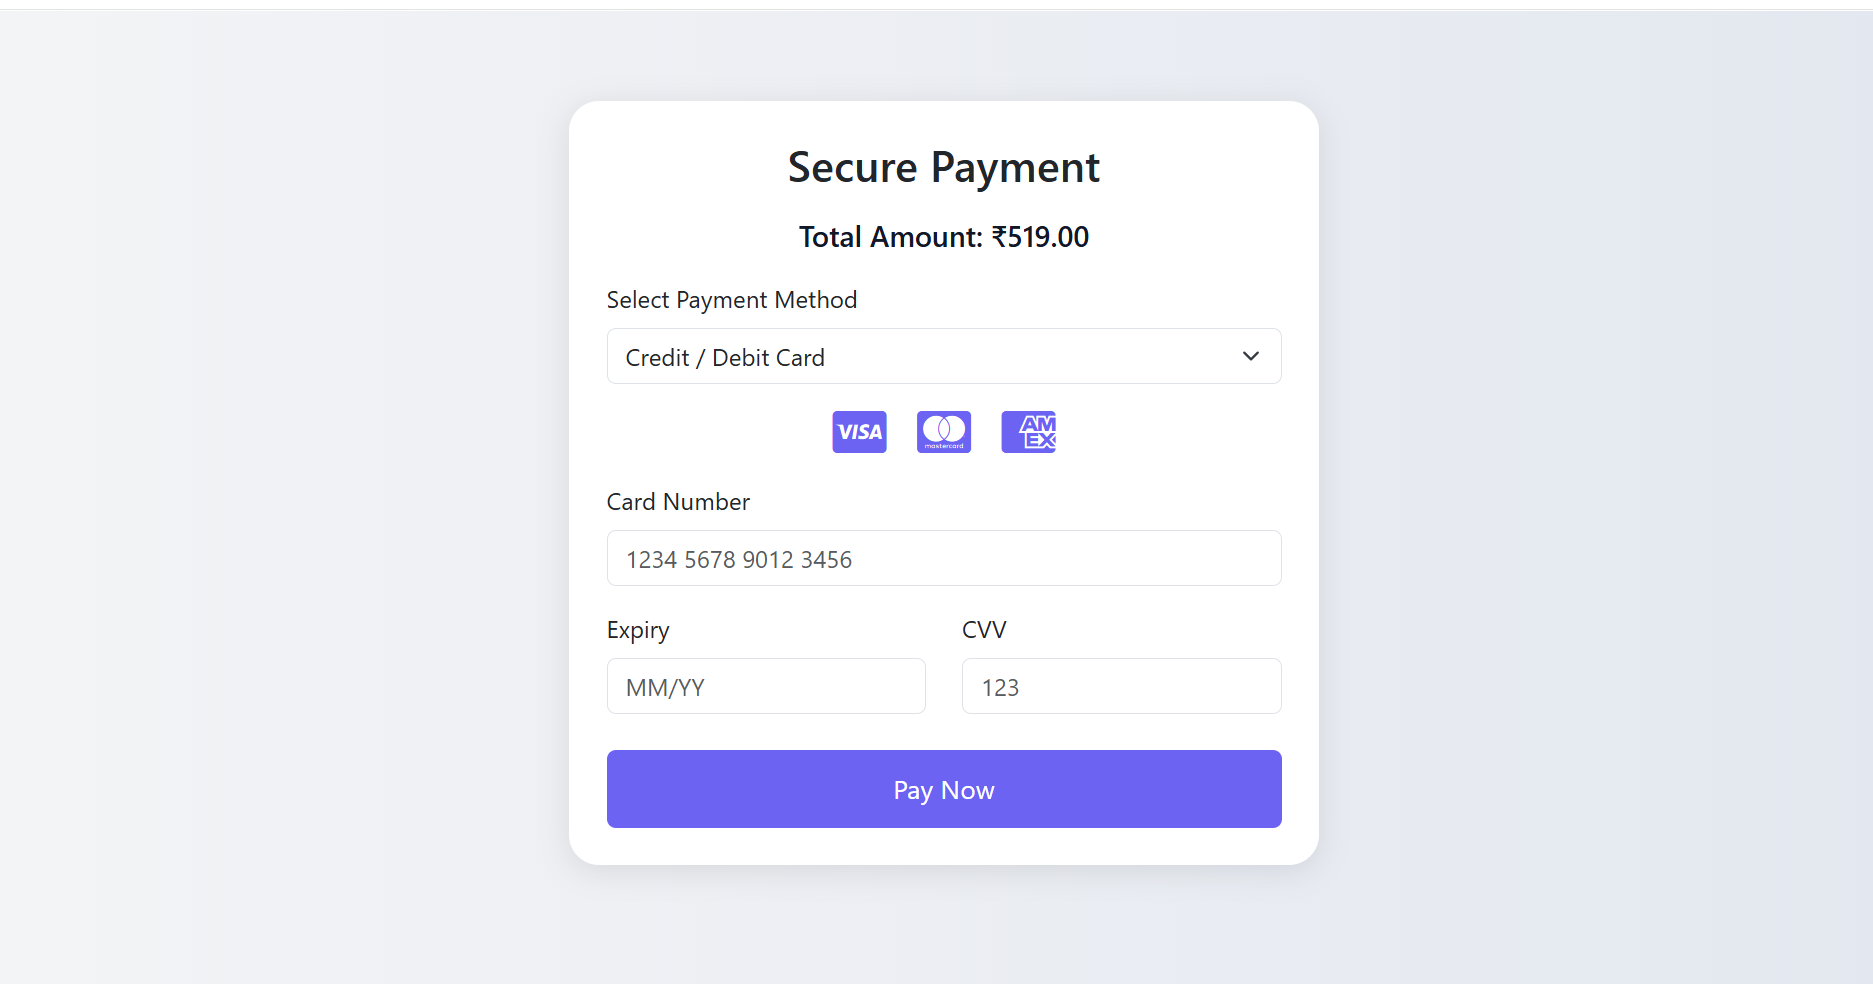 Secure Payment
Total Amount: ₹519.00
Select Payment Method
Credit / Debit Card
VISA mastercard AM EX
Card Number
1234 5678 9012 3456
Expiry CVV
MM/YY 123
Pay Now